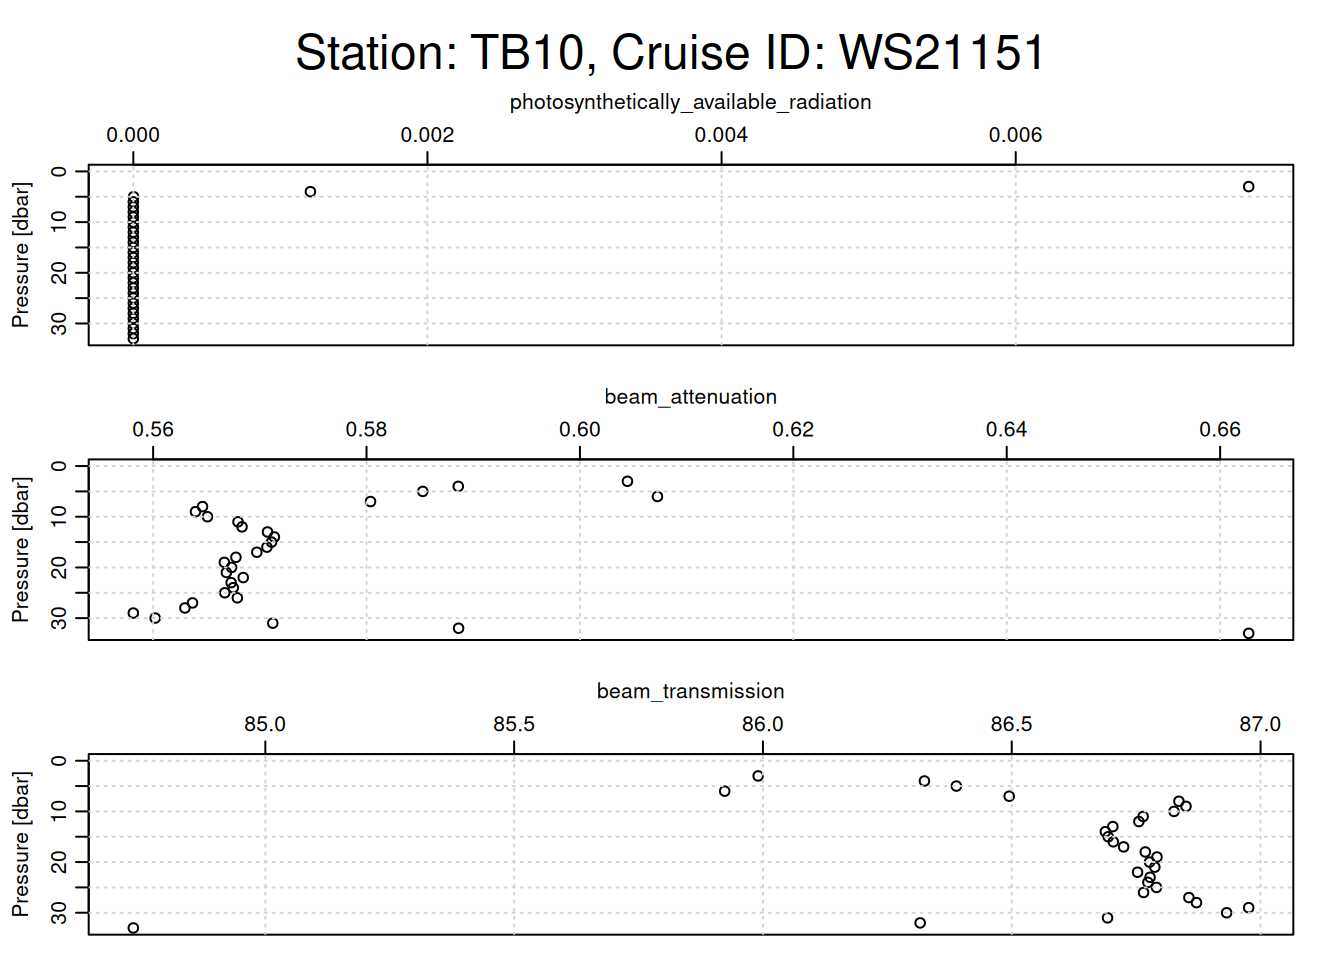 Station: TB10, Cruise ID: WS21151
photosynthetically_available_radiation
0.000 0.002 0.004 0.006
0
10
20
30
Pressure [dbar]
beam_attenuation
0.56 0.58 0.60 0.62 0.64 0.66
0
10
20
30
Pressure [dbar]
beam_transmission
85.0 85.5 86.0 86.5 87.0
0
10
20
30
Pressure [dbar]